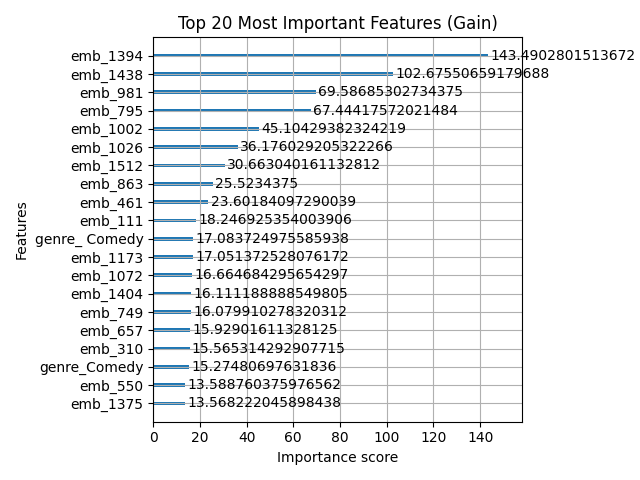 Top 20 Most Important Features (Gain)
emb_1394 143.4902801513672
emb_1438 102.67550659179688
emb_981 69.58685302734375
emb_795 67.44417572021484
emb_1002 45.10429382324219
emb_1026 36.176029205322266
emb_1512 30.663040161132812
emb_863 25.5234375
emb_461 23.60184097290039
emb_111 18.246925354003906
genre_ Comedy 17.083724975585938
emb_1173 17.051372528076172
emb_1072 16.664684295654297
emb_1404 16.111188888549805
emb_749 16.079910278320312
emb_657 15.92901611328125
emb_310 15.565314292907715
genre_Comedy 15.27480697631836
emb_550 13.588760375976562
emb_1375 13.568222045898438
Features
0 20 40 60 80 100 120 140
Importance score